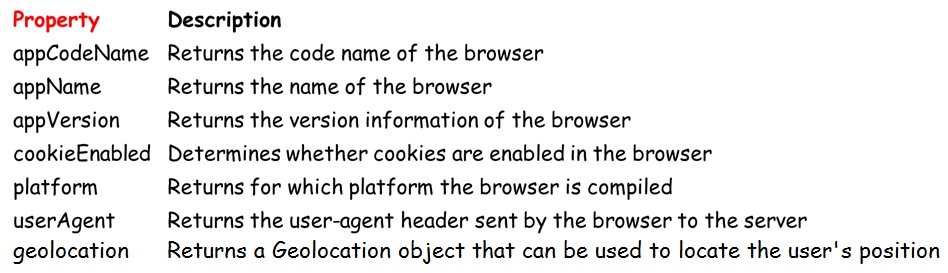 Property Description
appCodeName Returns the code name of the browser
appName Returns the name of the browser
appVersion Returns the version information of the browser
cookieEnabled Determines whether cookies are enabled in the browser
platform Returns for which platform the browser is compiled
userAgent Returns the user-agent header sent by the browser to the server
geolocation Returns a Geolocation object that can be used to locate the user's position